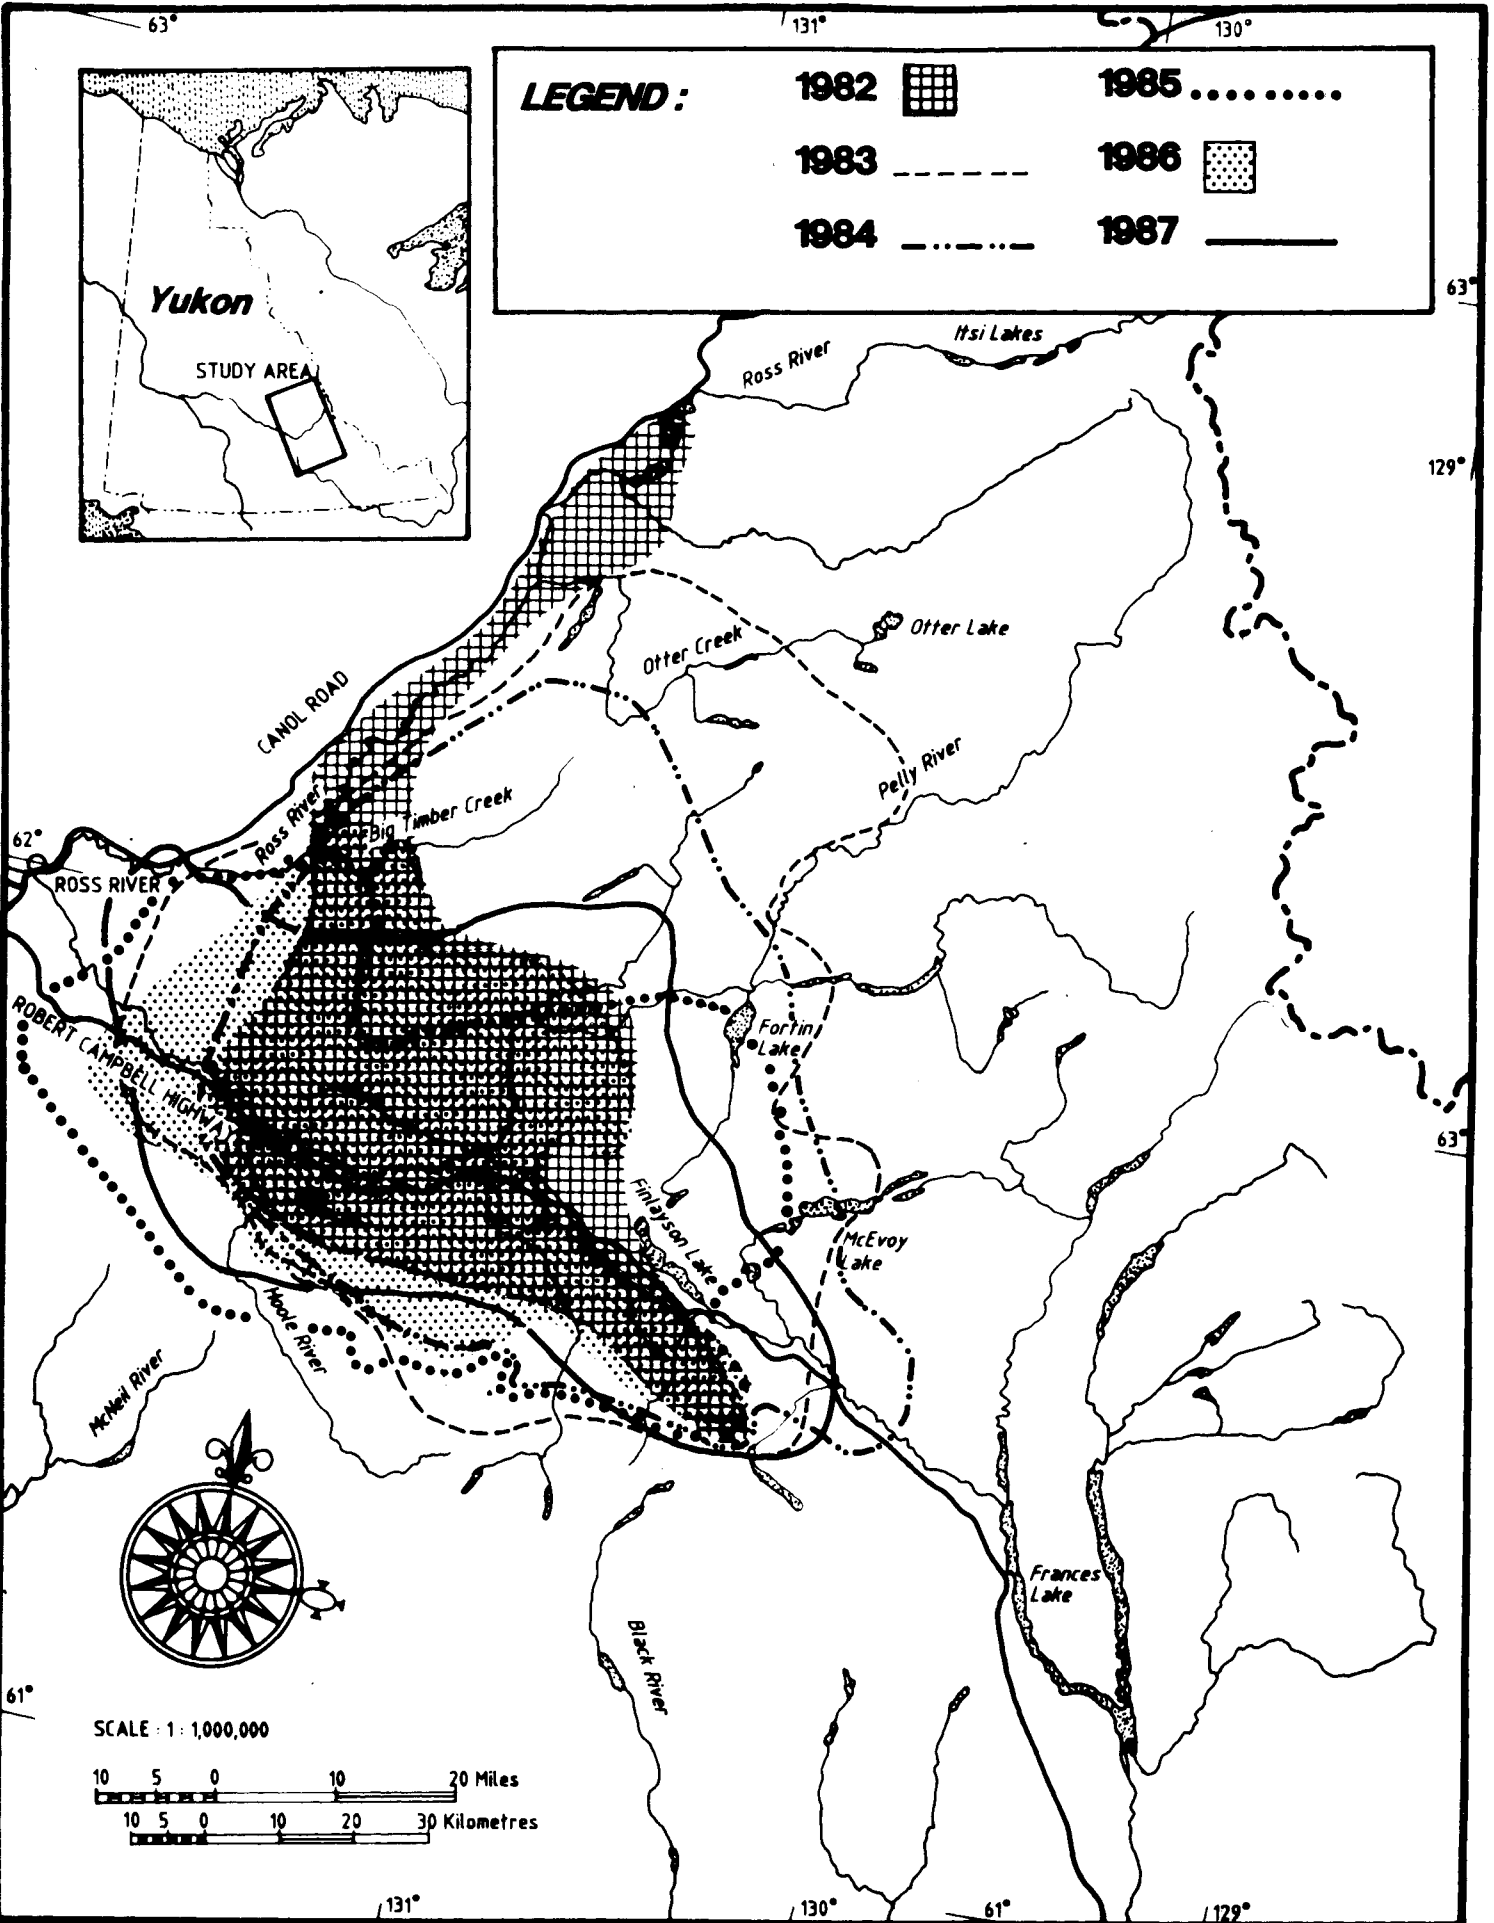 63°
131°
130°
LEGEND :
1982
1985
1983
1986
1984
1987
Yukon
STUDY AREA
63°
Itsi Lakes
Ross River
129°
Otter Lake
Otter Creek
CANOL ROAD
Pelly River
Ross River
Big Timber Creek
62°
ROSS RIVER
ROBERT CAMPBELL HIGHWAY
Fortin
Lake
63°
Finlayson Lake
McEvoy
Lake
Hoole River
McNeil River
Frances
Lake
Black River
61°
SCALE : 1 : 1,000,000
10 5 0 10 20 Miles
10 5 0 10 20 30 Kilometres
131°
130°
61°
129°